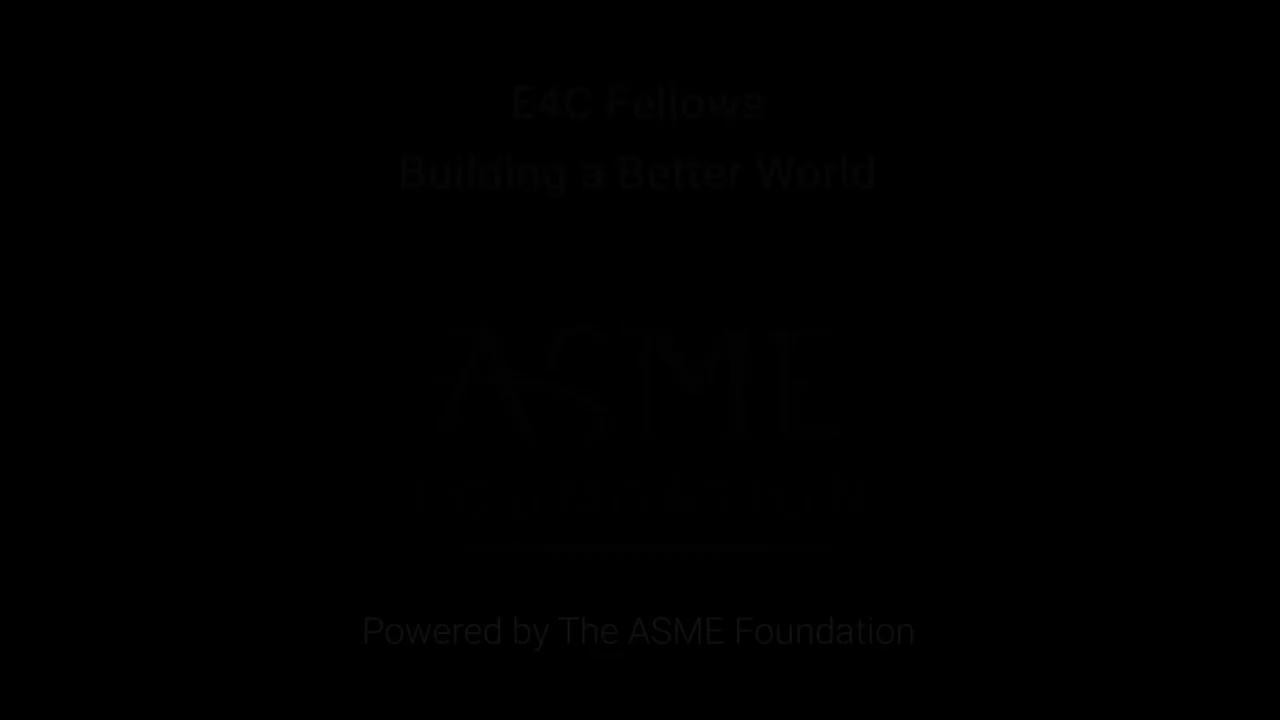 E4C Fellows
Building a Better World
ASME
FOUNDATION
Powered by The ASME Foundation